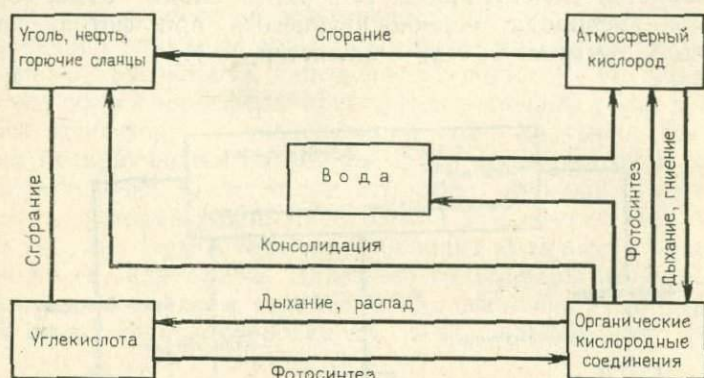 Уголь, нефть,
горючие сланцы
Сгорание
Атмосферный
кислород
Вода
Сгорание
Фотосинтез
Дыхание, гниение
Консолидация
Дыхание, распад
Углекислота
Органические
кислородные
соединения
Фотосинтез